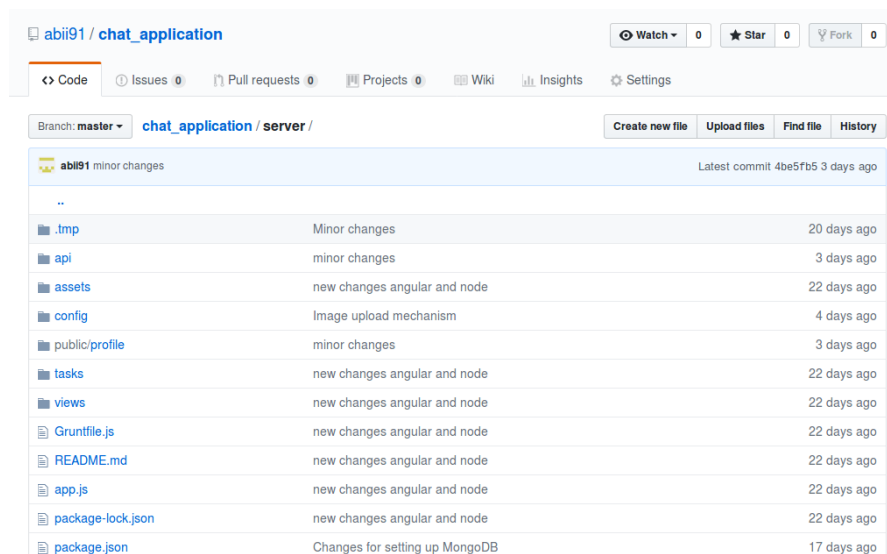 abii91 / chat_application
Watch 0 Star 0 Fork 0
Code Issues 0 Pull requests 0 Projects 0 Wiki Insights Settings
Branch: master chat_application / server / Create new file Upload files Find file History
abii91 minor changes Latest commit 4be5fb5 3 days ago
..
.tmp Minor changes 20 days ago
api minor changes 3 days ago
assets new changes angular and node 22 days ago
config Image upload mechanism 4 days ago
public/profile minor changes 3 days ago
tasks new changes angular and node 22 days ago
views new changes angular and node 22 days ago
Gruntfile.js new changes angular and node 22 days ago
README.md new changes angular and node 22 days ago
app.js new changes angular and node 22 days ago
package-lock.json new changes angular and node 22 days ago
package.json Changes for setting up MongoDB 17 days ago